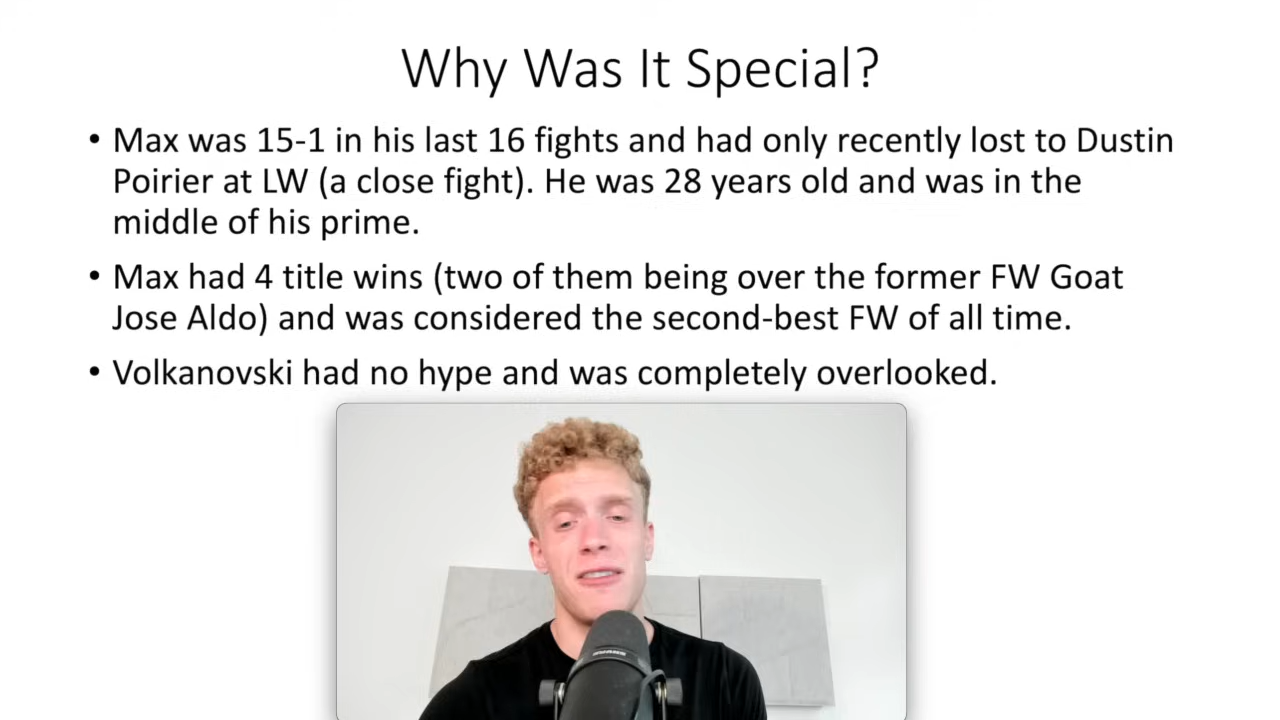 Why Was It Special?
• Max was 15-1 in his last 16 fights and had only recently lost to Dustin
Poirier at LW (a close fight). He was 28 years old and was in the
middle of his prime.
• Max had 4 title wins (two of them being over the former FW Goat
Jose Aldo) and was considered the second-best FW of all time.
• Volkanovski had no hype and was completely overlooked.
SHURE